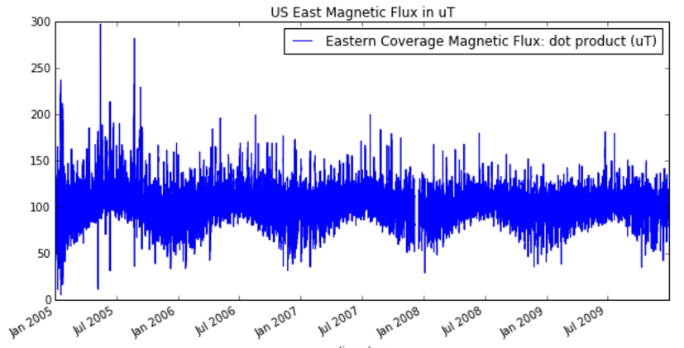 US East Magnetic Flux in uT
Eastern Coverage Magnetic Flux: dot product (uT)
300
250
200
150
100
50
0
Jan 2005
Jul 2005
Jan 2006
Jul 2006
Jan 2007
Jul 2007
Jan 2008
Jul 2008
Jan 2009
Jul 2009